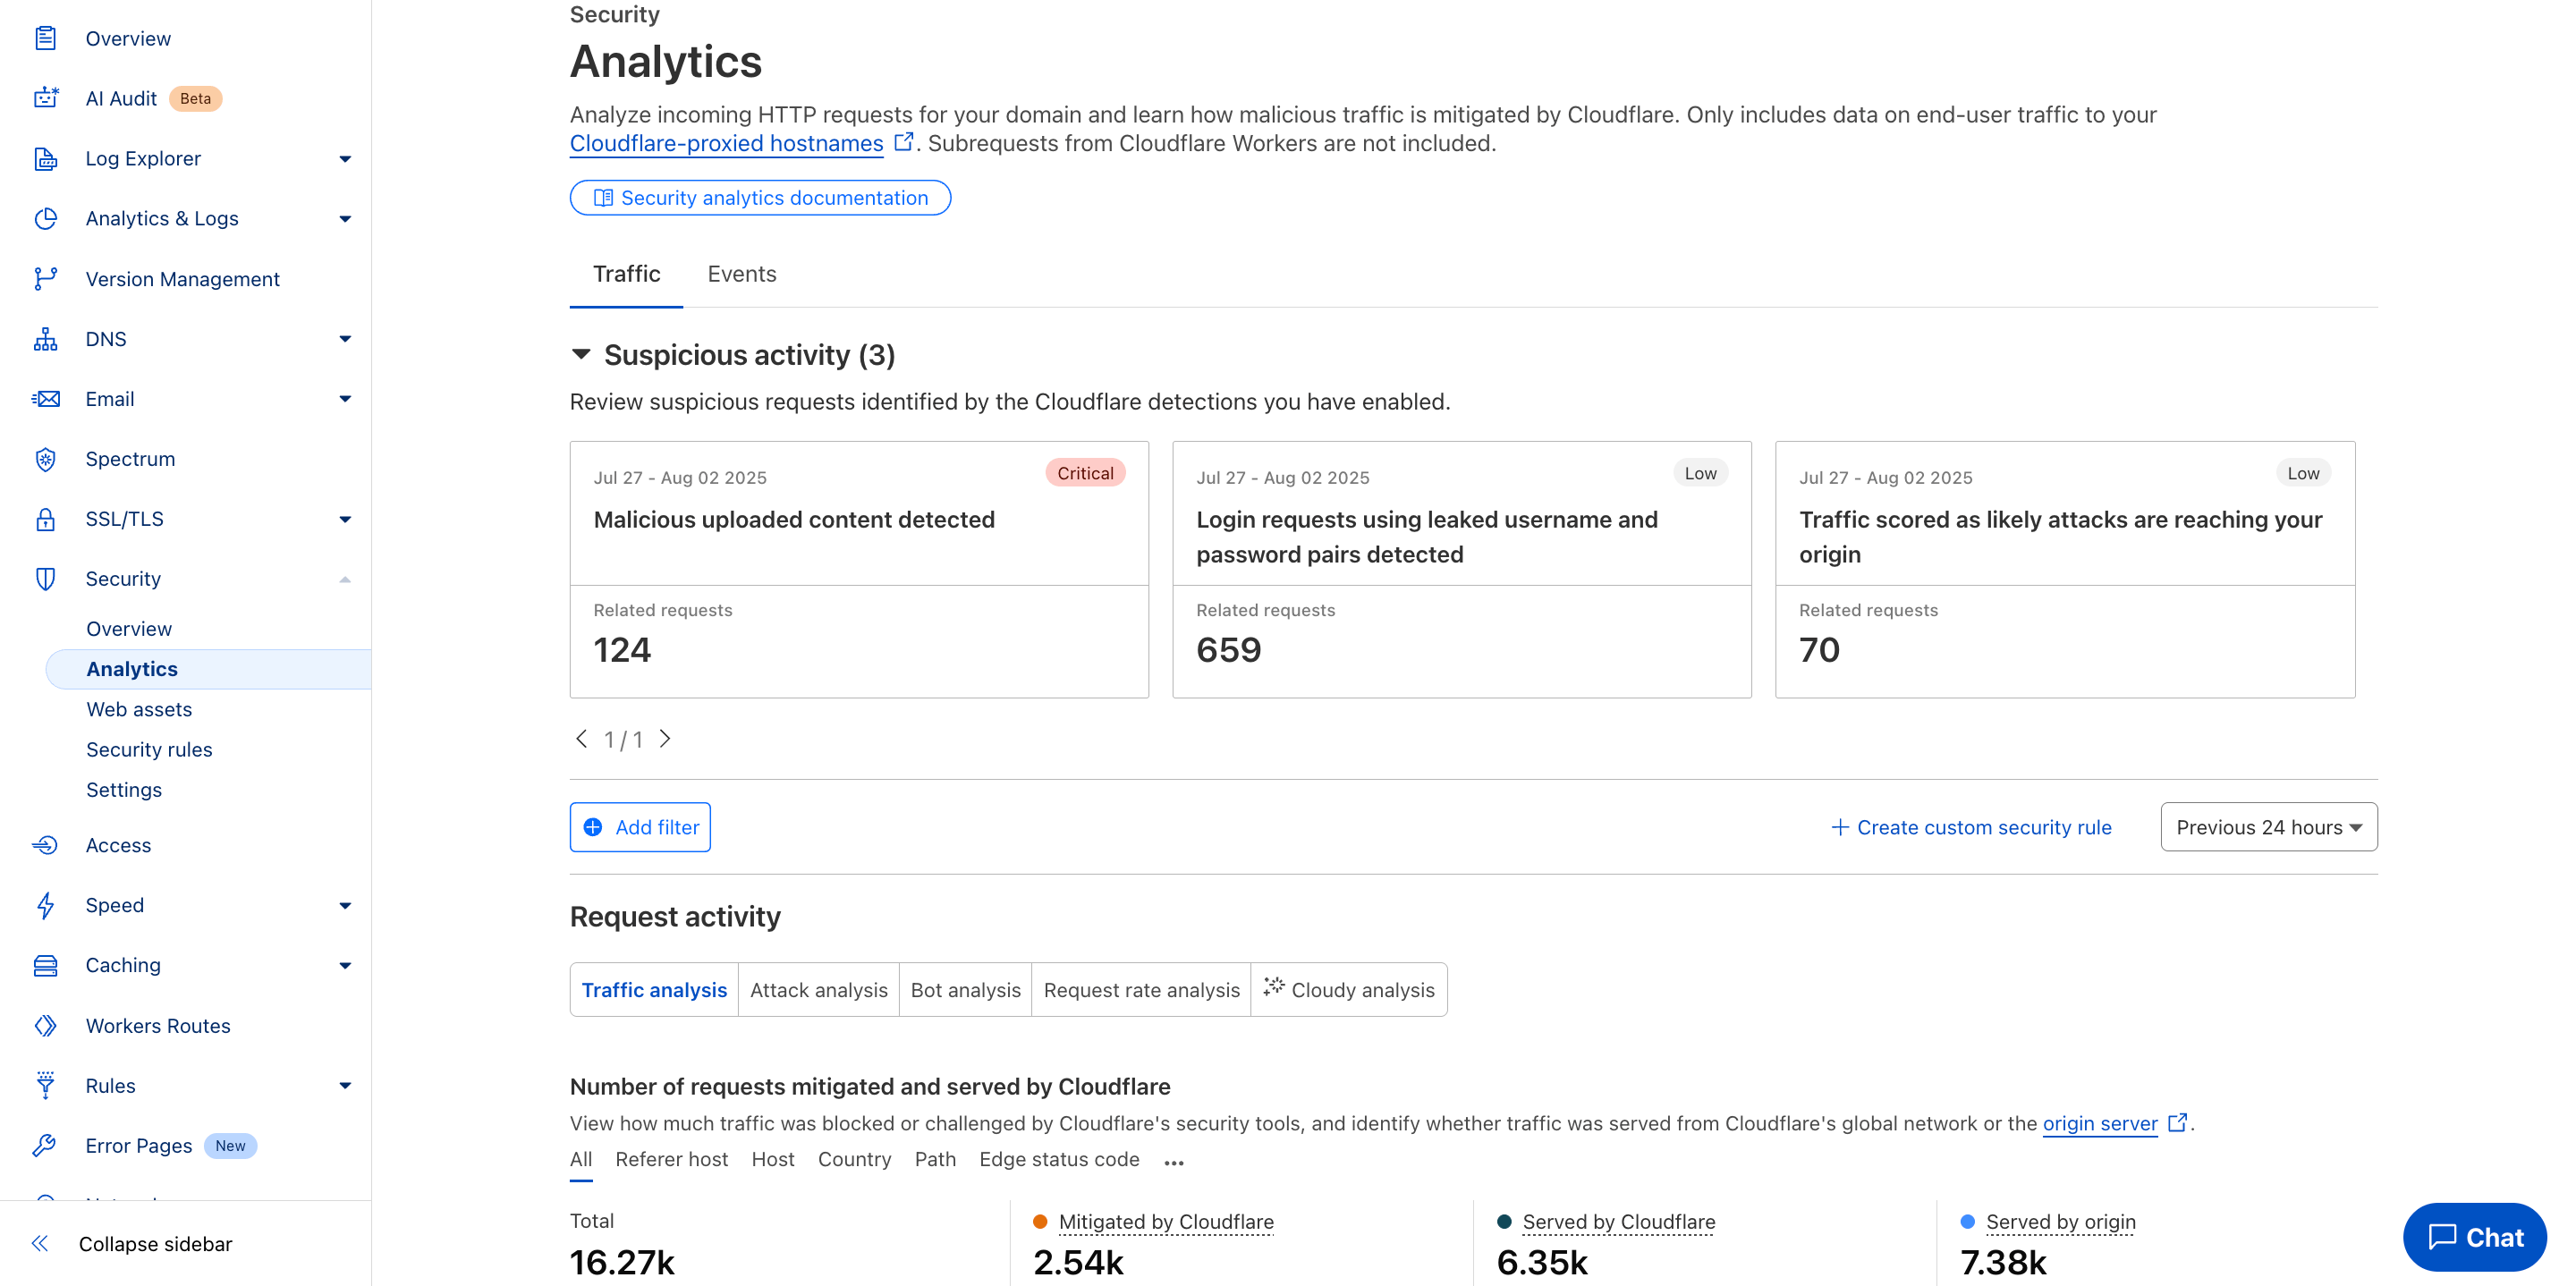 Overview
AI Audit Beta
Log Explorer
Analytics & Logs
Version Management
DNS
Email
Spectrum
SSL/TLS
Security
Overview
Analytics
Web assets
Security rules
Settings
Access
Speed
Caching
Workers Routes
Rules
Error Pages New
Collapse sidebar
Security
Analytics
Analyze incoming HTTP requests for your domain and learn how malicious traffic is mitigated by Cloudflare. Only includes data on end-user traffic to your
Cloudflare-proxied hostnames . Subrequests from Cloudflare Workers are not included.
Security analytics documentation
Traffic Events
Suspicious activity (3)
Review suspicious requests identified by the Cloudflare detections you have enabled.
Jul 27 - Aug 02 2025 Critical
Malicious uploaded content detected
Related requests
124
Jul 27 - Aug 02 2025 Low
Login requests using leaked username and
password pairs detected
Related requests
659
Jul 27 - Aug 02 2025 Low
Traffic scored as likely attacks are reaching your
origin
Related requests
70
1 / 1
Add filter
Create custom security rule
Previous 24 hours
Request activity
Traffic analysis Attack analysis Bot analysis Request rate analysis Cloudy analysis
Number of requests mitigated and served by Cloudflare
View how much traffic was blocked or challenged by Cloudflare's security tools, and identify whether traffic was served from Cloudflare's global network or the origin server .
All Referer host Host Country Path Edge status code ...
Total
16.27k
Mitigated by Cloudflare
2.54k
Served by Cloudflare
6.35k
Served by origin
7.38k
Chat